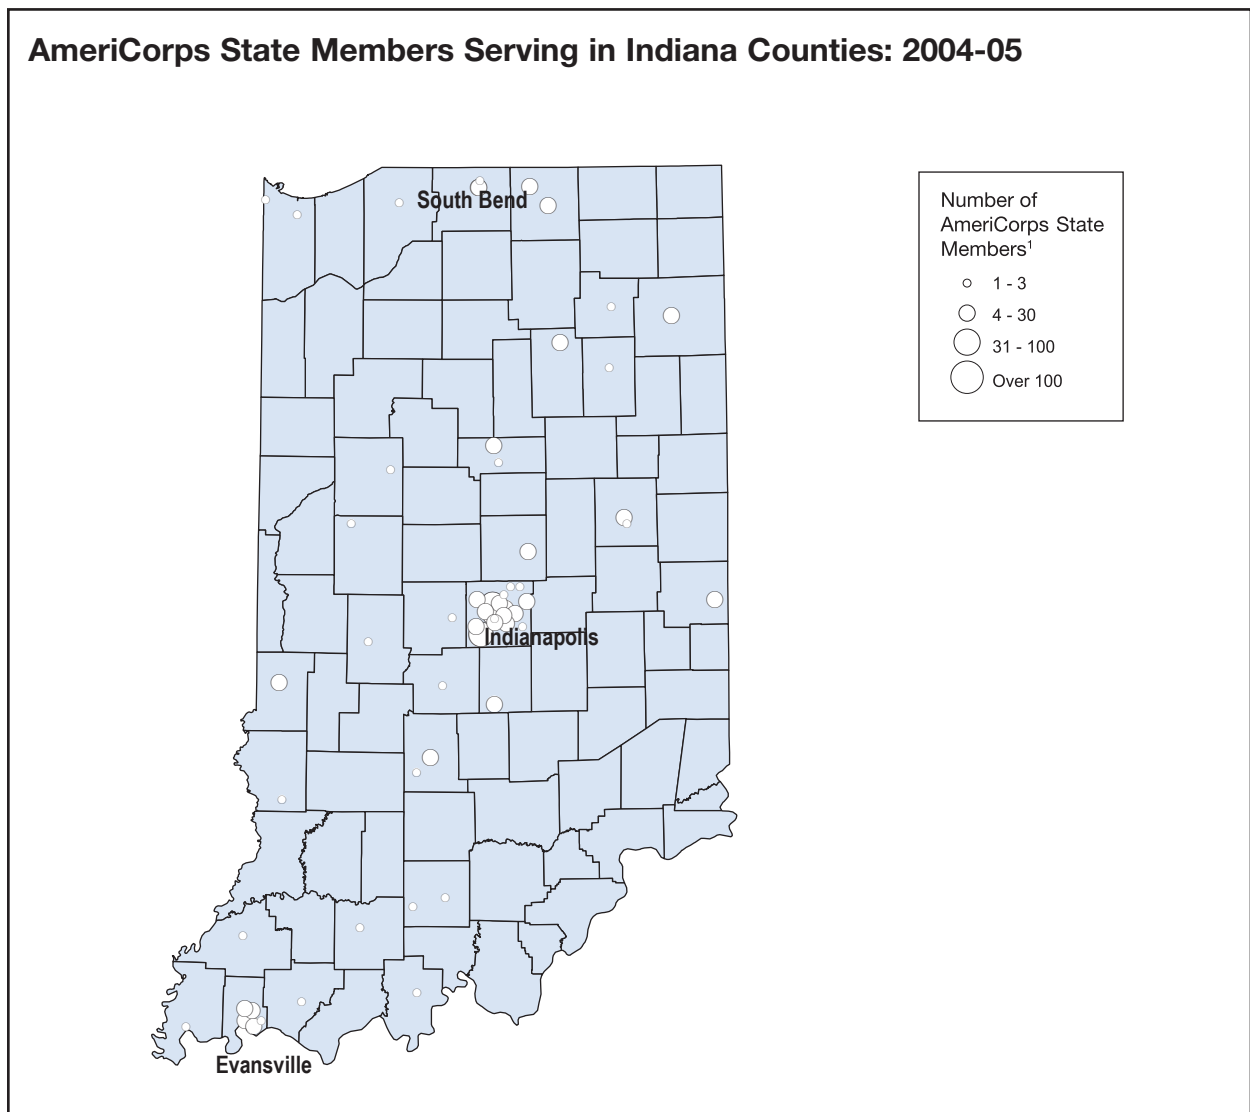 AmeriCorps State Members Serving in Indiana Counties: 2004-05
South Bend
Number of
AmeriCorps State
Members¹
1 - 3
4 - 30
31 - 100
Over 100
Indianapolis
Evansville